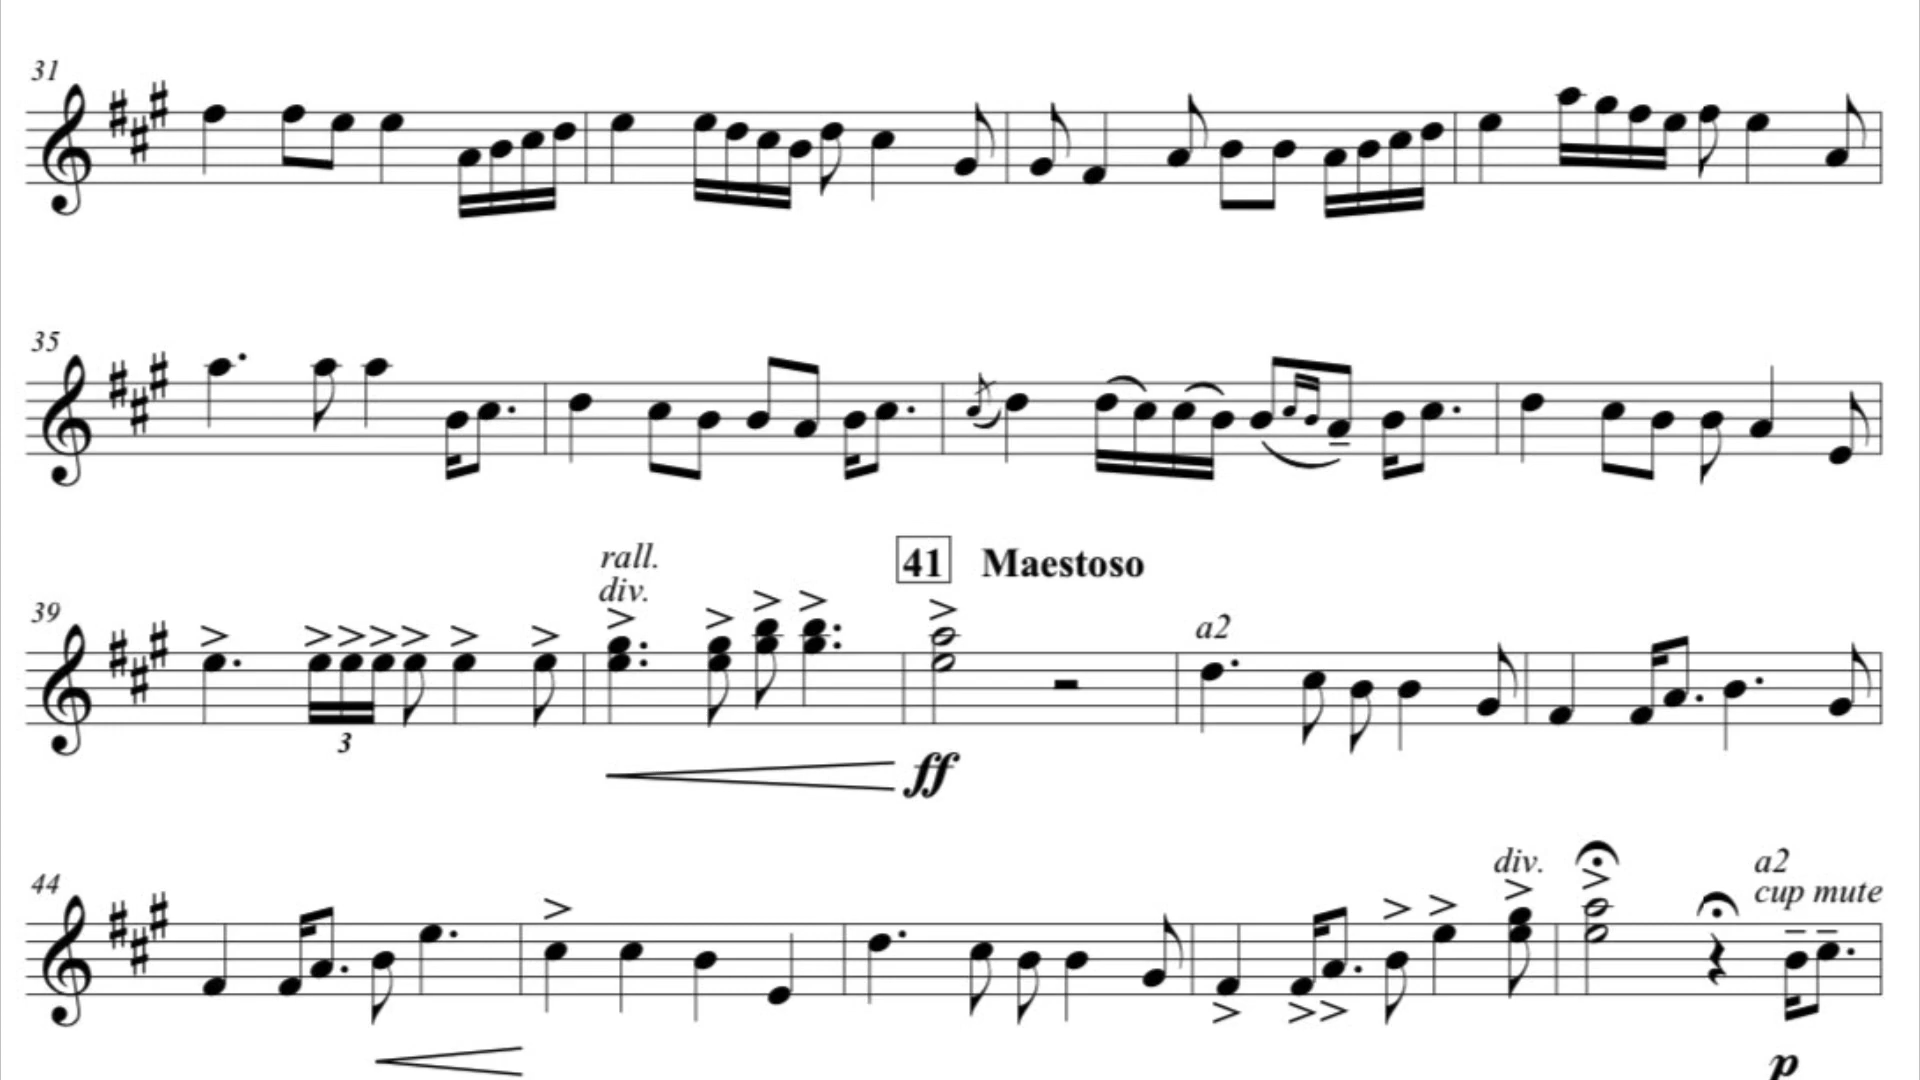 31
35
rall.
div.
41 Maestoso
39
a2
3
ff
div.
a2
44
cup mute
p